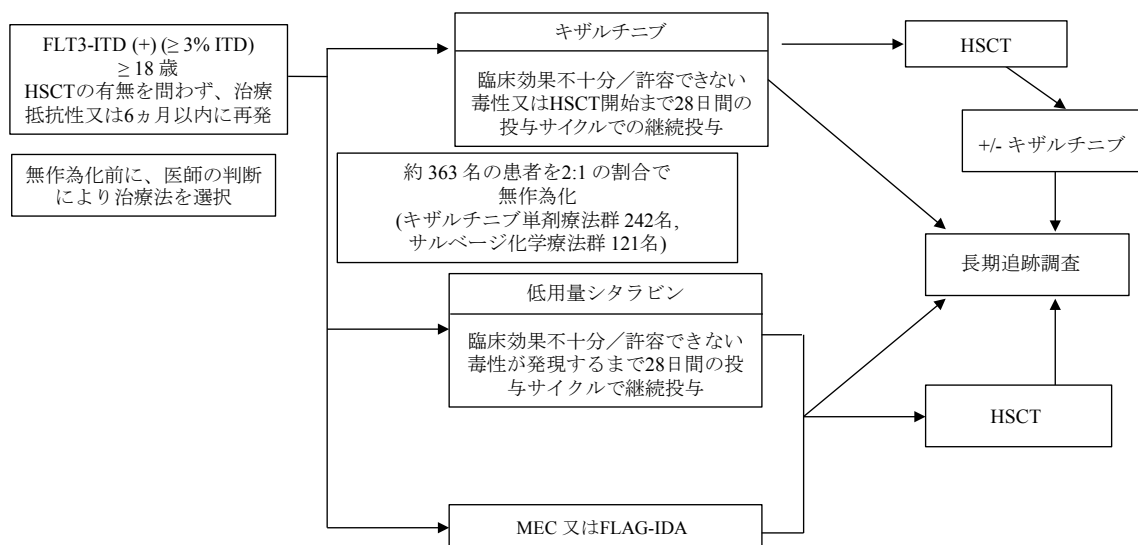 FLT3-ITD (+) (≥ 3% ITD)
≥ 18 歳
HSCTの有無を問わず、治療
抵抗性又は6ヵ月以内に再発
無作為化前に、医師の判断
により治療法を選択
キザルチニブ
臨床効果不十分／許容できない
毒性又はHSCT開始まで28日間の
投与サイクルでの継続投与
約 363 名の患者を2:1 の割合で
無作為化
(キザルチニブ単剤療法群 242名,
サルベージ化学療法群 121名)
低用量シタラビン
臨床効果不十分／許容できない
毒性が発現するまで28日間の投
与サイクルで継続投与
MEC 又はFLAG-IDA
HSCT
+/- キザルチニブ
長期追跡調査
HSCT